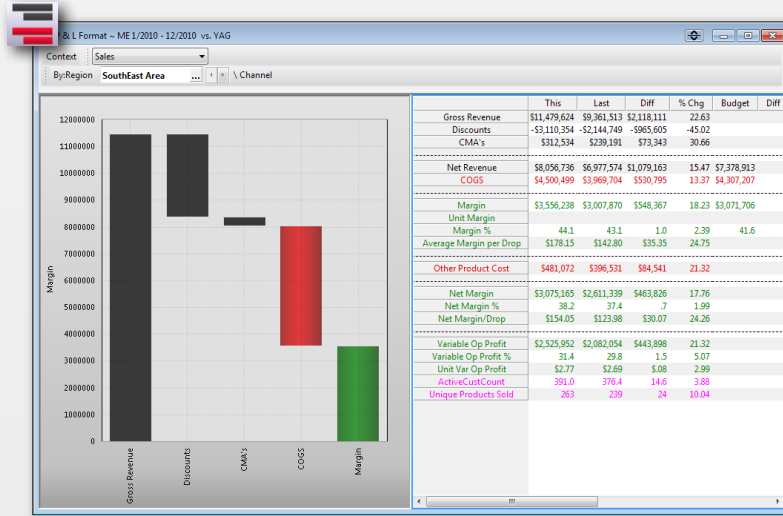 P & L Format ~ ME 1/2010 - 12/2010 vs. YAG
Context Sales
By:Region SouthEast Area ... \ Channel
12000000
11000000
10000000
9000000
8000000
7000000
6000000
5000000
4000000
3000000
2000000
1000000
0
Margin
Gross Revenue
Discounts
CMA's
COGS
Margin
This Last Diff % Chg Budget Diff
Gross Revenue $11,479,624 $9,361,513 $2,118,111 22.63
Discounts -$3,110,354 -$2,144,749 -$965,605 -45.02
CMA's $312,534 $239,191 $73,343 30.66
Net Revenue $8,056,736 $6,977,574 $1,079,163 15.47 $7,378,913
COGS $4,500,499 $3,969,704 $530,795 13.37 $4,307,207
Margin $3,556,238 $3,007,870 $548,367 18.23 $3,071,706
Unit Margin
Margin % 44.1 43.1 1.0 2.39 41.6
Average Margin per Drop $178.15 $142.80 $35.35 24.75
Other Product Cost $481,072 $396,531 $84,541 21.32
Net Margin $3,075,165 $2,611,339 $463,826 17.76
Net Margin % 38.2 37.4 .7 1.99
Net Margin/Drop $154.05 $123.98 $30.07 24.26
Variable Op Profit $2,525,952 $2,082,054 $443,898 21.32
Variable Op Profit % 31.4 29.8 1.5 5.07
Unit Var Op Profit $2.77 $2.69 $.08 2.99
ActiveCustCount 391.0 376.4 14.6 3.88
Unique Products Sold 263 239 24 10.04